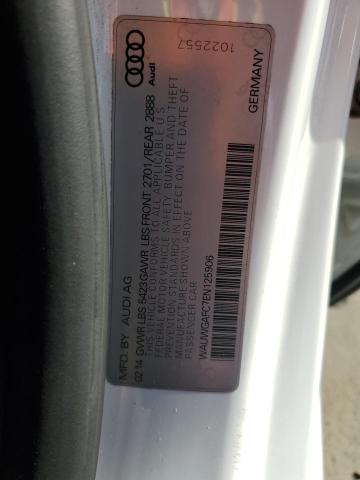 MFD. BY AUDI AG
02.14 GVWR LBS 5423 GAWR LBS FRONT 2701/REAR 2888
THIS VEHICLE CONFORMS TO ALL APPLICABLE U.S.
FEDERAL MOTOR VEHICLE SAFETY, BUMPER AND THEFT
PREVENTION STANDARDS IN EFFECT ON THE DATE OF
MANUFACTURE SHOWN ABOVE
PASSENGER
WAUWGAFC7EN125906
Audi
1022557
GERMANY